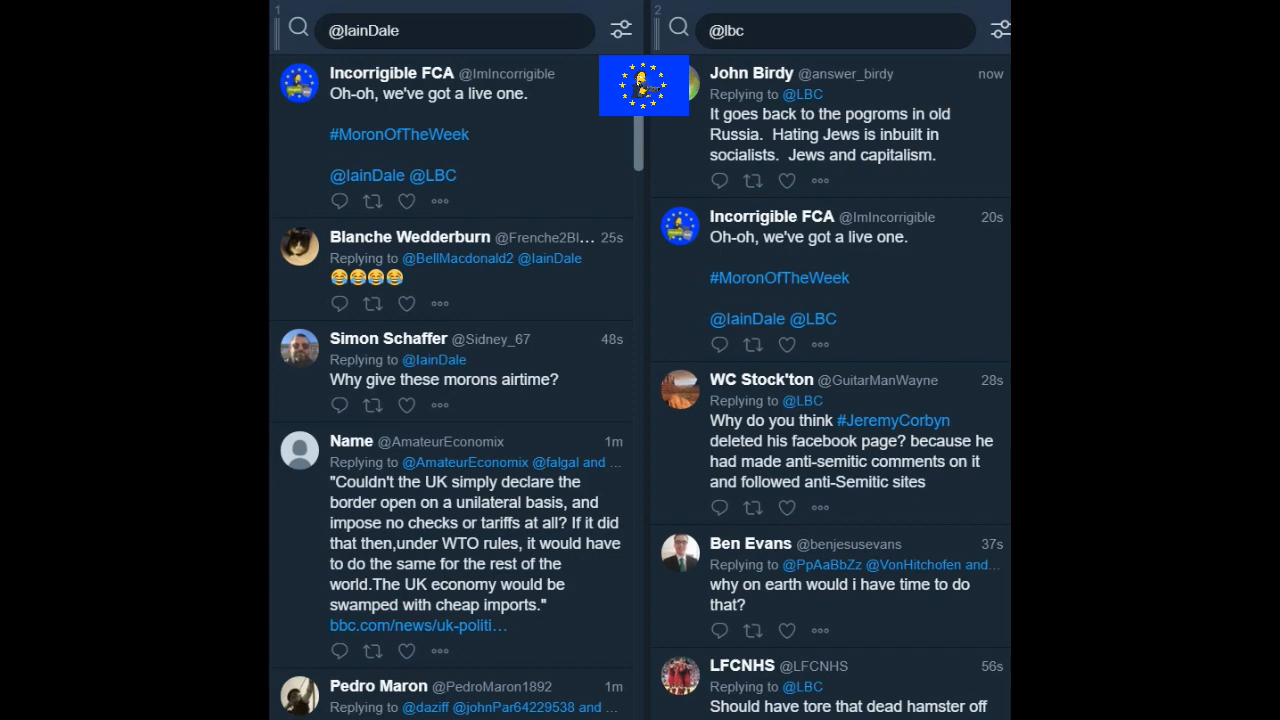 1
@IainDale
Incorrigible FCA @ImIncorrigible
Oh-oh, we've got a live one.
#MoronOfTheWeek
@IainDale @LBC
Blanche Wedderburn @Frenche2Bl... 25s
Replying to @BellMacdonald2 @IainDale
😂😂😂😂
Simon Schaffer @Sidney_67 48s
Replying to @IainDale
Why give these morons airtime?
Name @AmateurEconomix 1m
Replying to @AmateurEconomix @falgal and ...
"Couldn't the UK simply declare the
border open on a unilateral basis, and
impose no checks or tariffs at all? If it did
that then,under WTO rules, it would have
to do the same for the rest of the
world.The UK economy would be
swamped with cheap imports."
bbc.com/news/uk-politi...
Pedro Maron @PedroMaron1892 1m
Replying to @daziff @johnPar64229538 and ...
2
@lbc
John Birdy @answer_birdy now
Replying to @LBC
It goes back to the pogroms in old
Russia. Hating Jews is inbuilt in
socialists. Jews and capitalism.
Incorrigible FCA @ImIncorrigible 20s
Oh-oh, we've got a live one.
#MoronOfTheWeek
@IainDale @LBC
WC Stock'ton @GuitarManWayne 28s
Replying to @LBC
Why do you think #JeremyCorbyn
deleted his facebook page? because he
had made anti-semitic comments on it
and followed anti-Semitic sites
Ben Evans @benjesusevans 37s
Replying to @PpAaBbZz @VonHitchofen and...
why on earth would i have time to do
that?
LFCNHS @LFCNHS 56s
Replying to @LBC
Should have tore that dead hamster off